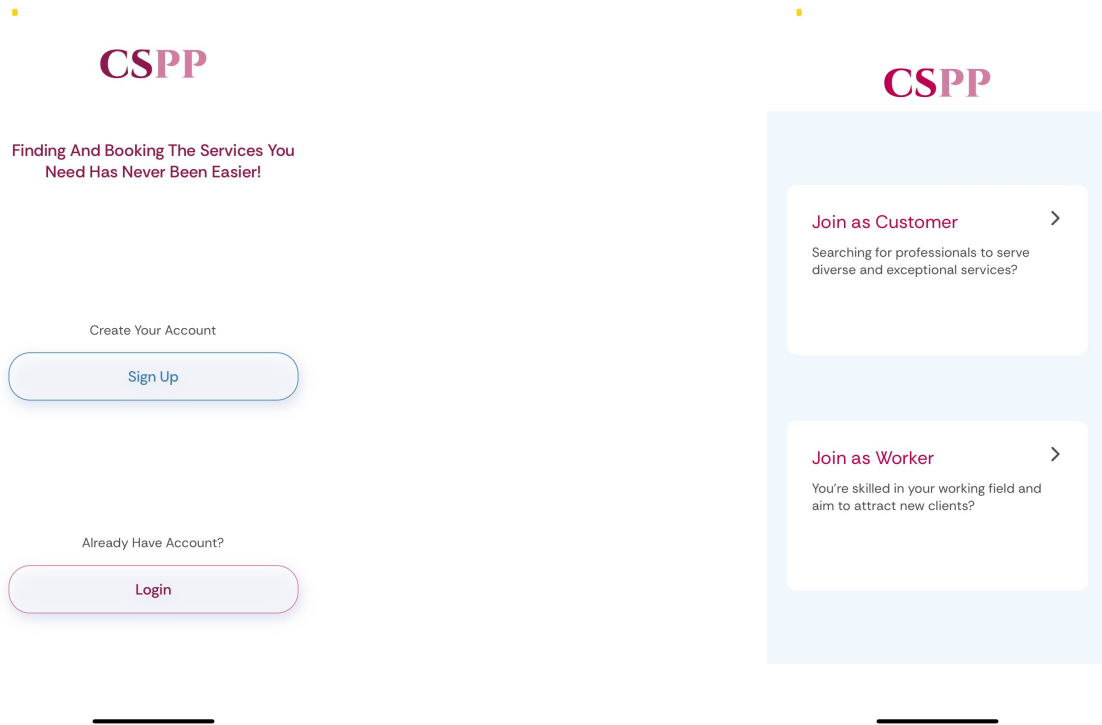 CSPP
Finding And Booking The Services You
Need Has Never Been Easier!
Create Your Account
Sign Up
Already Have Account?
Login
CSPP
Join as Customer
Searching for professionals to serve
diverse and exceptional services?
Join as Worker
You're skilled in your working field and
aim to attract new clients?